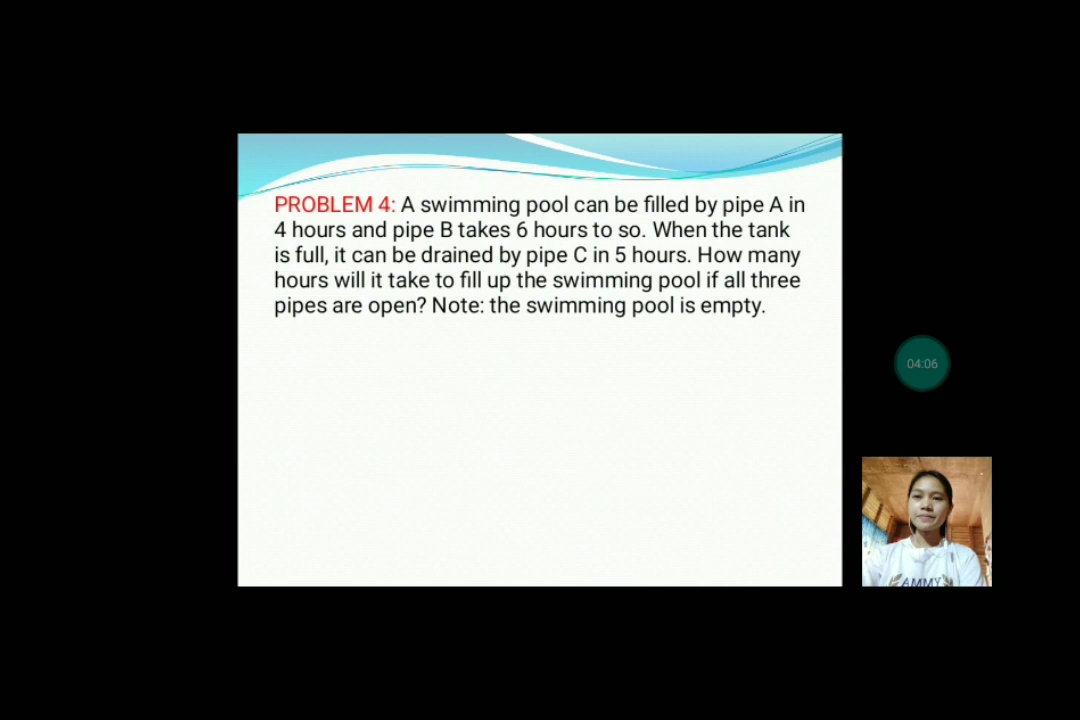 PROBLEM 4: A swimming pool can be filled by pipe A in
4 hours and pipe B takes 6 hours to so. When the tank
is full, it can be drained by pipe C in 5 hours. How many
hours will it take to fill up the swimming pool if all three
pipes are open? Note: the swimming pool is empty.
04:06
AMMY